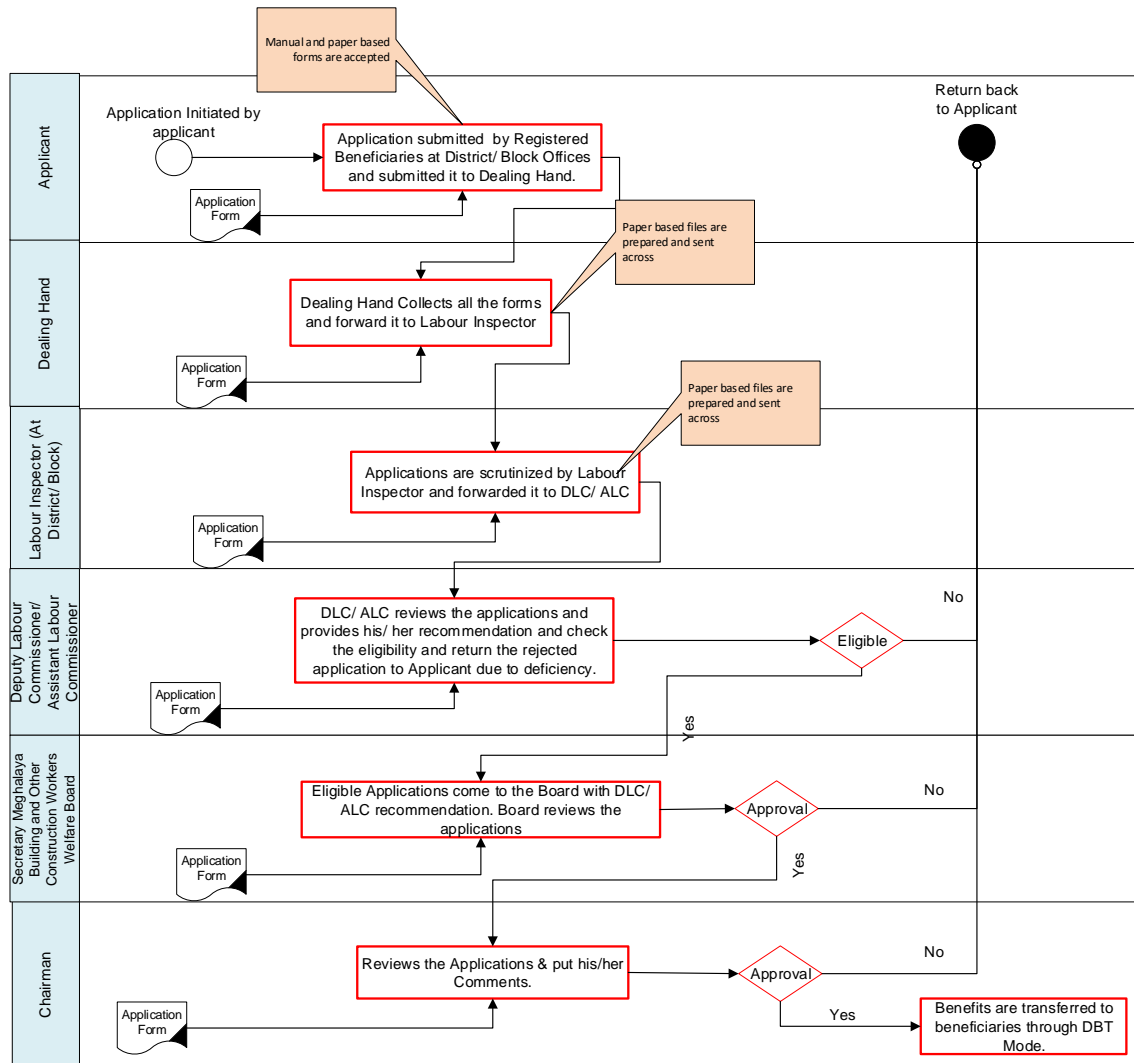 Manual and paper based
forms are accepted
Return back
to Applicant
Application Initiated by
applicant
Applicant
Application submitted by Registered
Beneficiaries at District/ Block Offices
and submitted it to Dealing Hand.
Application
Form
Paper based files are
prepared and sent
across
Dealing Hand
Dealing Hand Collects all the forms
and forward it to Labour Inspector
Application
Form
Paper based files are
prepared and sent
across
Labour Inspector (At
District/ Block)
Applications are scrutinized by Labour
Inspector and forwarded it to DLC/ ALC
Application
Form
Deputy Labour
Commissioner/
Assistant Labour
Commissioner
DLC/ ALC reviews the applications and
provides his/ her recommendation and check
the eligibility and return the rejected
application to Applicant due to deficiency.
Eligible
No
Application
Form
Yes
Secretary Meghalaya
Building and Other
Construction Workers
Welfare Board
Eligible Applications come to the Board with DLC/
ALC recommendation. Board reviews the
applications
Approval
No
Application
Form
Yes
Chairman
Reviews the Applications & put his/her
Comments.
Approval
No
Application
Form
Yes
Benefits are transferred to
beneficiaries through DBT
Mode.